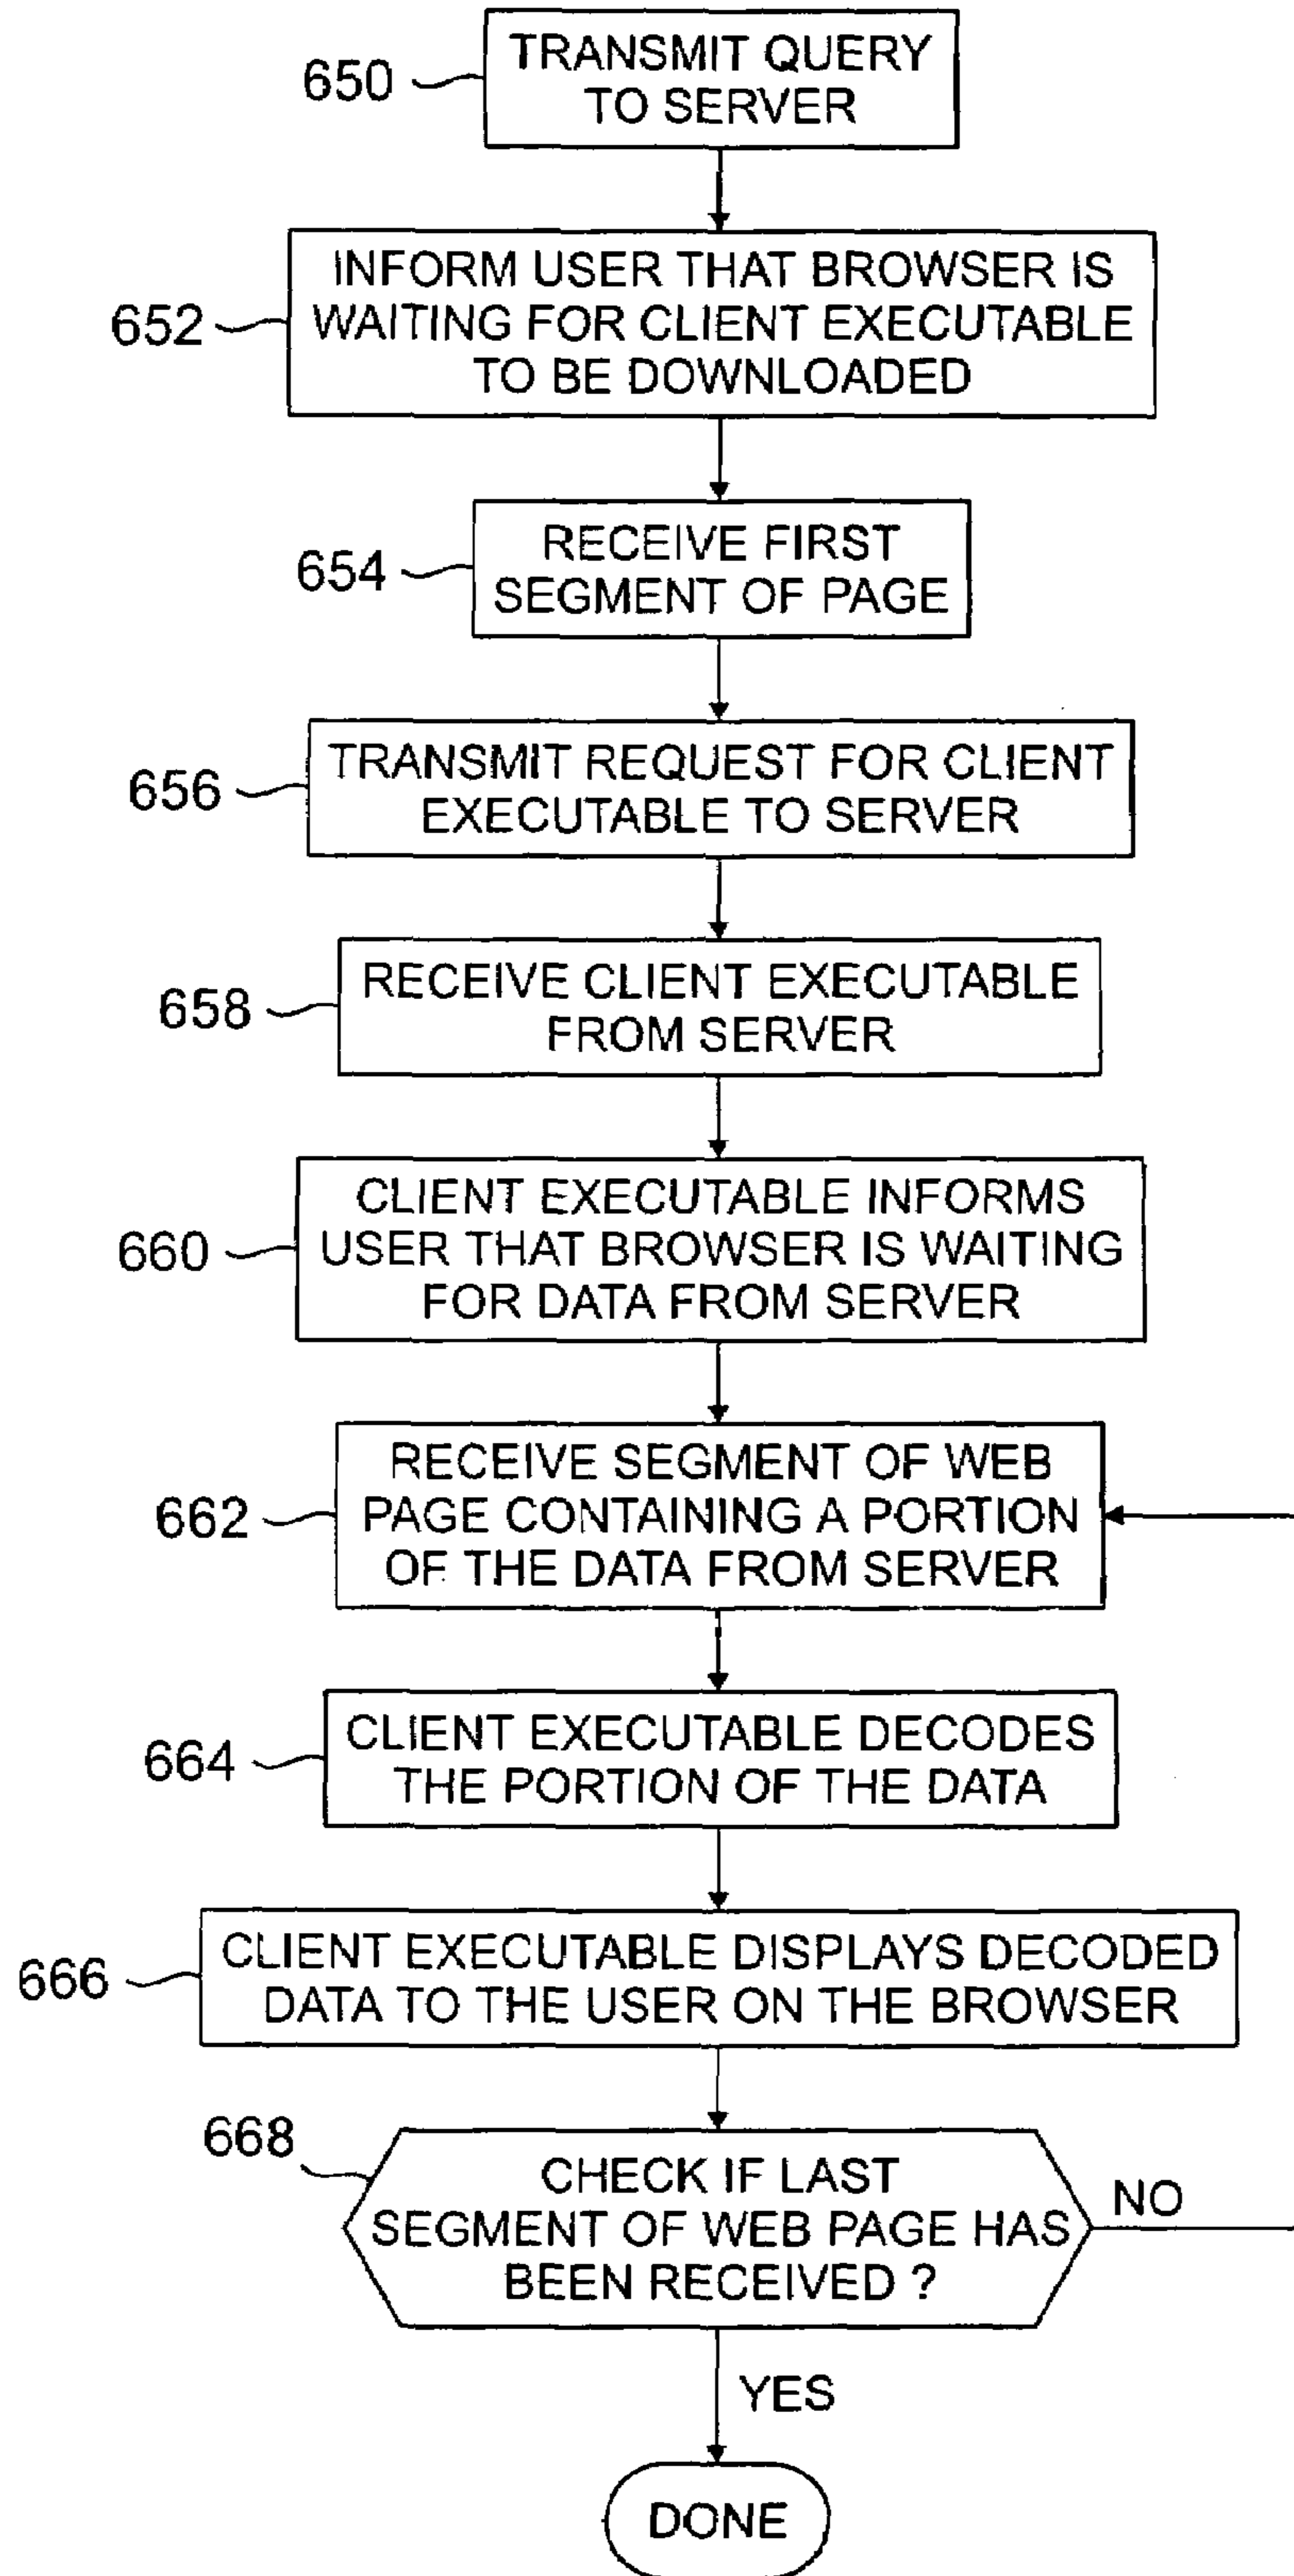 650
TRANSMIT QUERY
TO SERVER
652
INFORM USER THAT BROWSER IS
WAITING FOR CLIENT EXECUTABLE
TO BE DOWNLOADED
654
RECEIVE FIRST
SEGMENT OF PAGE
656
TRANSMIT REQUEST FOR CLIENT
EXECUTABLE TO SERVER
658
RECEIVE CLIENT EXECUTABLE
FROM SERVER
660
CLIENT EXECUTABLE INFORMS
USER THAT BROWSER IS WAITING
FOR DATA FROM SERVER
662
RECEIVE SEGMENT OF WEB
PAGE CONTAINING A PORTION
OF THE DATA FROM SERVER
664
CLIENT EXECUTABLE DECODES
THE PORTION OF THE DATA
666
CLIENT EXECUTABLE DISPLAYS DECODED
DATA TO THE USER ON THE BROWSER
668
CHECK IF LAST
SEGMENT OF WEB PAGE HAS
BEEN RECEIVED ?
NO
YES
DONE